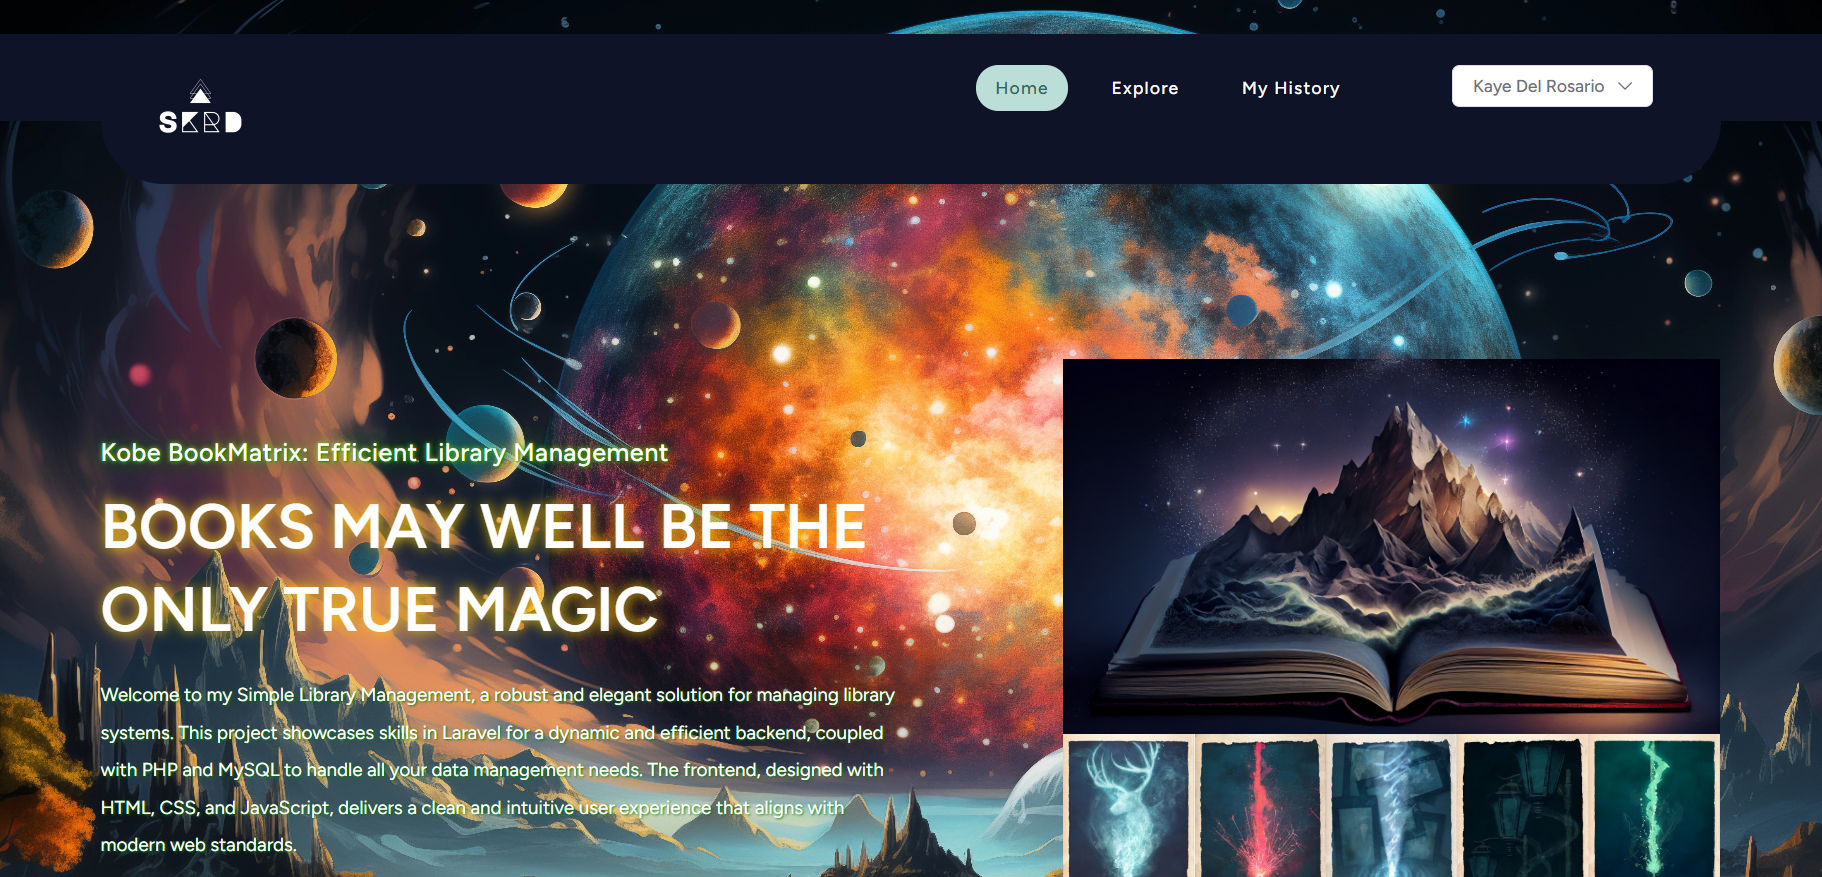 SKRD
Home
Explore
My History
Kaye Del Rosario
Kobe BookMatrix: Efficient Library Management
BOOKS MAY WELL BE THE
ONLY TRUE MAGIC
Welcome to my Simple Library Management, a robust and elegant solution for managing library
systems. This project showcases skills in Laravel for a dynamic and efficient backend, coupled
with PHP and MySQL to handle all your data management needs. The frontend, designed with
HTML, CSS, and JavaScript, delivers a clean and intuitive user experience that aligns with
modern web standards.